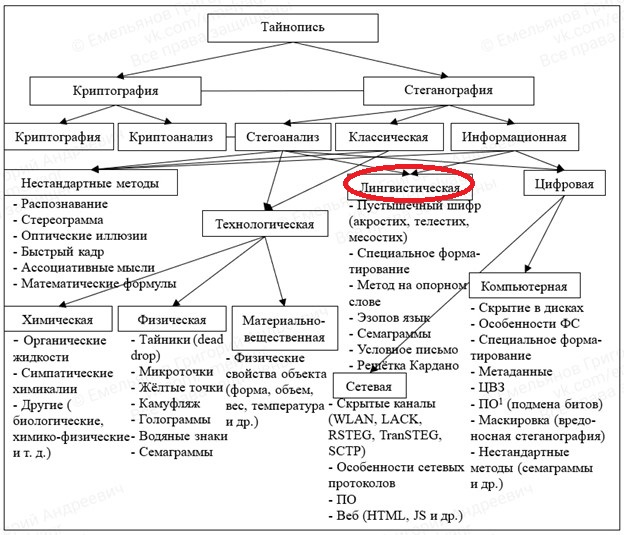 Тайнопись
Криптография
Стеганография
Криптография
Криптоанализ
Стегоанализ
Классическая
Информационная
Нестандартные методы
- Распознавание
- Стереограмма
- Оптические иллюзии
- Быстрый кадр
- Ассоциативные мысли
- Математические формулы
Технологическая
Лингвистическая
- Пустышечный шифр
(акростих, телестих,
месостих)
- Специальное форма-
тирование
- Метод на опорном
слове
- Эзопов язык
- Семаграммы
- Условное письмо
- Решётка Кардано
Цифровая
Химическая
- Органические
жидкости
- Симпатические
химикалии
- Другие (
биологические,
химико-физические
и т. д.)
Физическая
- Тайники (dead
drop)
- Микроточки
- Жёлтые точки
- Камуфляж
- Голограммы
- Водяные знаки
- Семаграммы
Материально-
вещественная
- Физические
свойства объекта
(форма, объем,
вес, температура
и др.)
Сетевая
- Скрытые каналы
(WLAN, LACK,
RSTEG, TranSTEG,
SCTP)
- Особенности сетевых
протоколов
- ПО
- Веб (HTML, JS и др.)
Компьютерная
- Скрытие в дисках
- Особенности ФС
- Специальное форма-
тирование
- Метаданные
- ЦВЗ
- ПО¹ (подмена битов)
- Маскировка (вредо-
носная стеганография)
- Нестандартные
методы (семаграммы
и др.)